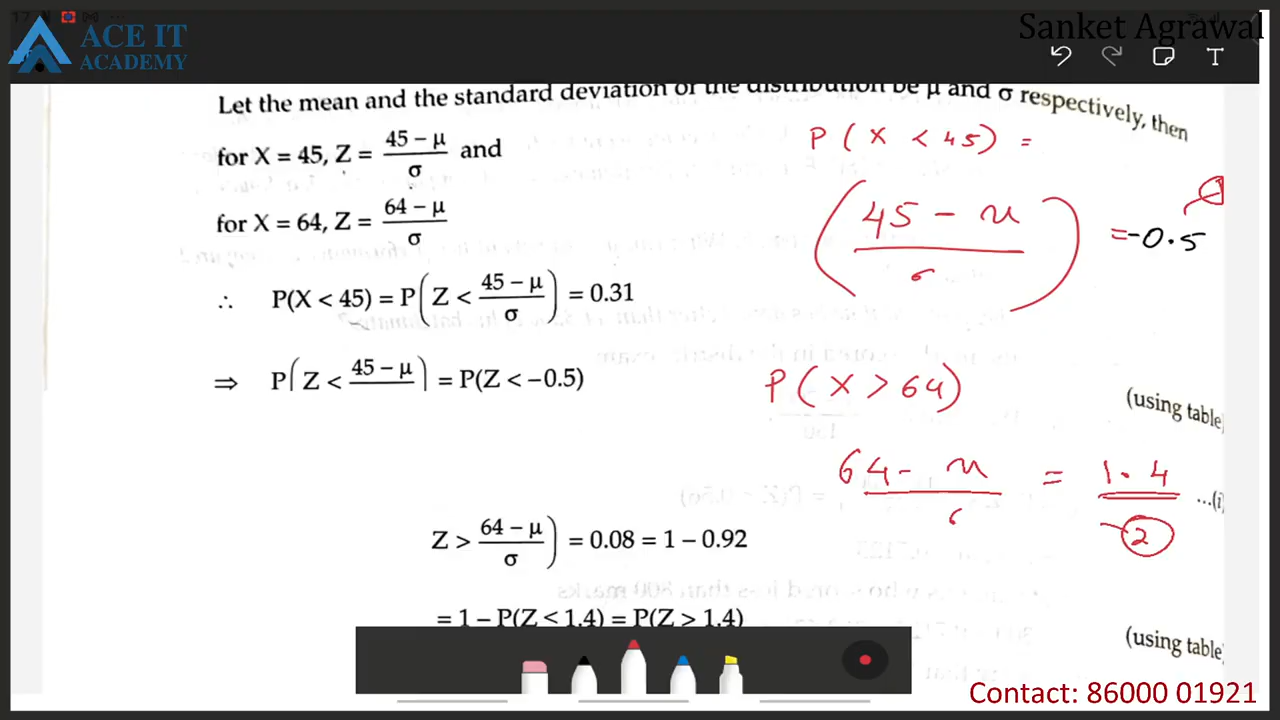 Sanket Agrawal
ACE IT
ACADEMY
Let the mean and the standard deviation of the distribution be μ and σ respectively, then
for X = 45, Z = (45 − μ)/σ and
for X = 64, Z = (64 − μ)/σ
∴ P(X < 45) = P(Z < (45 − μ)/σ) = 0.31
⇒ P(Z < 45 − μ) = P(Z < −0.5)
(using table)
...(i
Z > (64 − μ)/σ) = 0.08 = 1 − 0.92
= 1 − P(Z < 1.4) = P(Z > 1.4)
(using table)
P ( X < 45) =
(45 − μ / σ) = -0.5
P ( X > 64)
64 - μ / σ = 1.4
2
T
Contact: 86000 01921